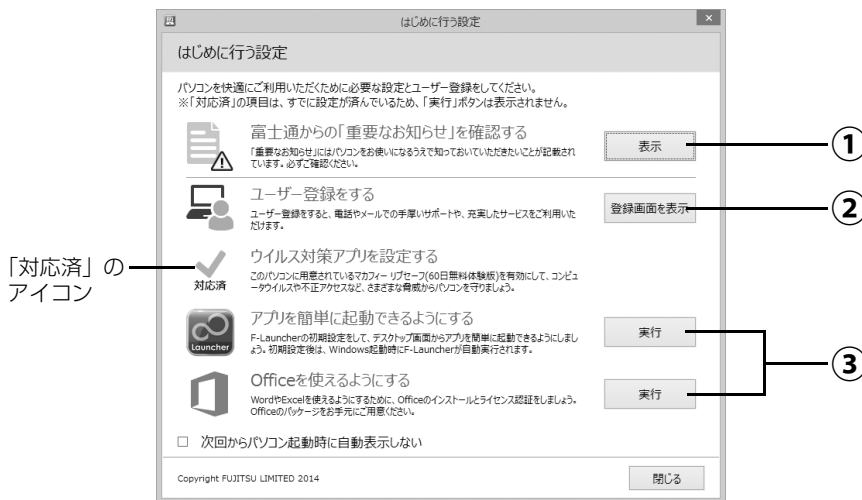 はじめに行う設定
×
はじめに行う設定
パソコンを快適にご利用いただくために必要な設定とユーザー登録をしてください。
※「対応済」の項目は、すでに設定が済んでいるため、「実行」ボタンは表示されません。
富士通からの「重要なお知らせ」を確認する
「重要なお知らせ」にはパソコンをお使いになるうえで知っておいていただきたいことが記載され
ています。必ずご確認ください。
表示
①
ユーザー登録をする
ユーザー登録をすると、電話やメールでの手厚いサポートや、充実したサービスをご利用いた
だけます。
登録画面を表示
②
「対応済」の
アイコン
対応済
ウイルス対策アプリを設定する
このパソコンに用意されているマカフィー リブセーフ(60日無料体験版)を有効にして、コンピュ
ータウイルスや不正アクセスなど、さまざまな脅威からパソコンを守りましょう。
Launcher
アプリを簡単に起動できるようにする
F-Launcherの初期設定をして、デスクトップ画面からアプリを簡単に起動できるようにしまし
ょう。初期設定後は、Windows起動時にF-Launcherが自動実行されます。
実行
③
Officeを使えるようにする
WordやExcelを使えるようにするために、Officeのインストールとライセンス認証をしましょう。
Officeのパッケージをお手元にご用意ください。
実行
次回からパソコン起動時に自動表示しない
Copyright FUJITSU LIMITED 2014
閉じる